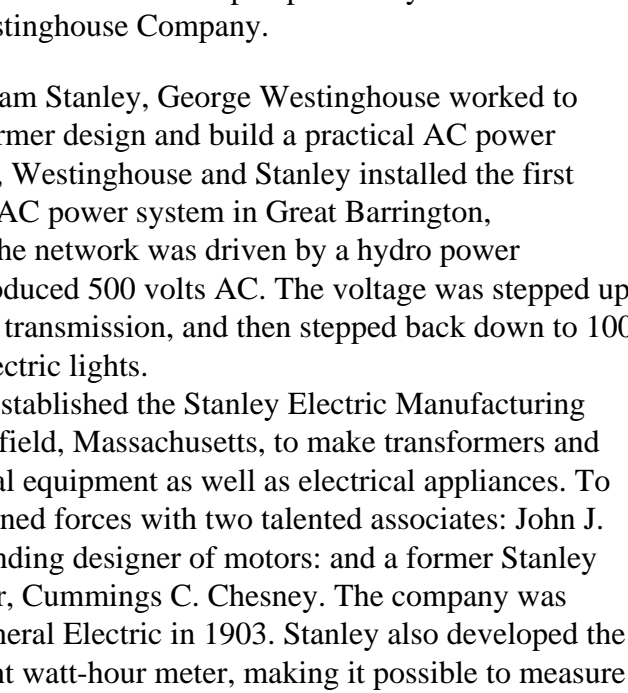 stinghouse Company.
am Stanley, George Westinghouse worked to
rmer design and build a practical AC power
, Westinghouse and Stanley installed the first
AC power system in Great Barrington,
he network was driven by a hydro power
oduced 500 volts AC. The voltage was stepped up
transmission, and then stepped back down to 100
ectric lights.
stablished the Stanley Electric Manufacturing
field, Massachusetts, to make transformers and
al equipment as well as electrical appliances. To
ned forces with two talented associates: John J.
nding designer of motors: and a former Stanley
r, Cummings C. Chesney. The company was
neral Electric in 1903. Stanley also developed the
nt watt-hour meter, making it possible to measure